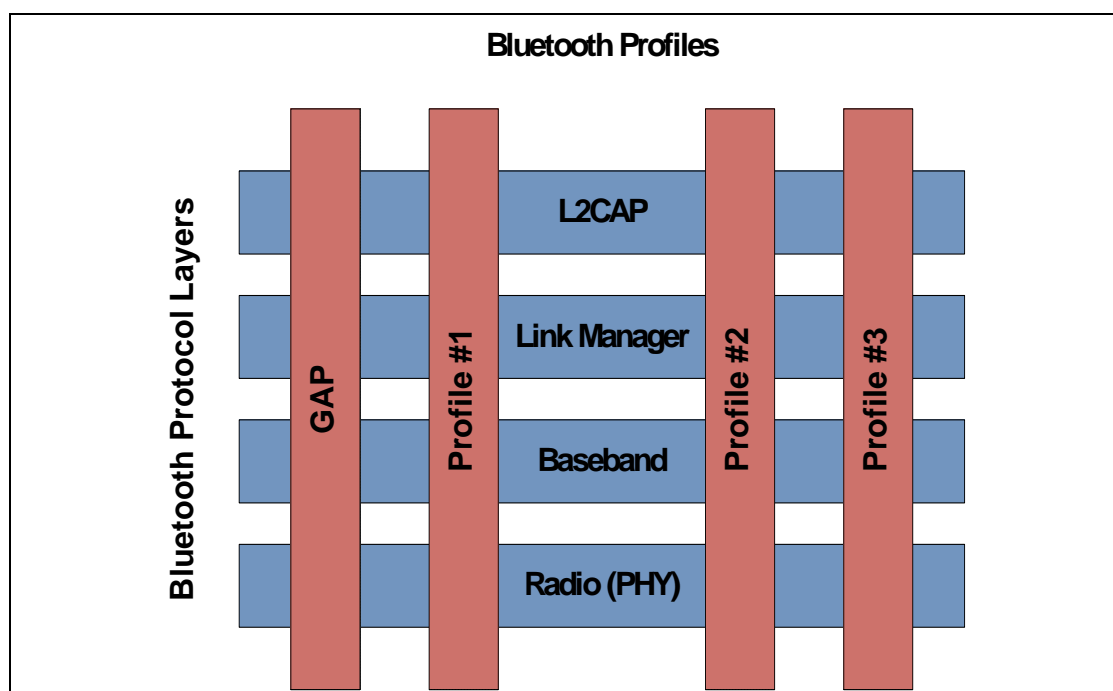 Bluetooth Profiles
Bluetooth Protocol Layers
L2CAP
Link Manager
Baseband
Radio (PHY)
GAP
Profile #1
Profile #2
Profile #3